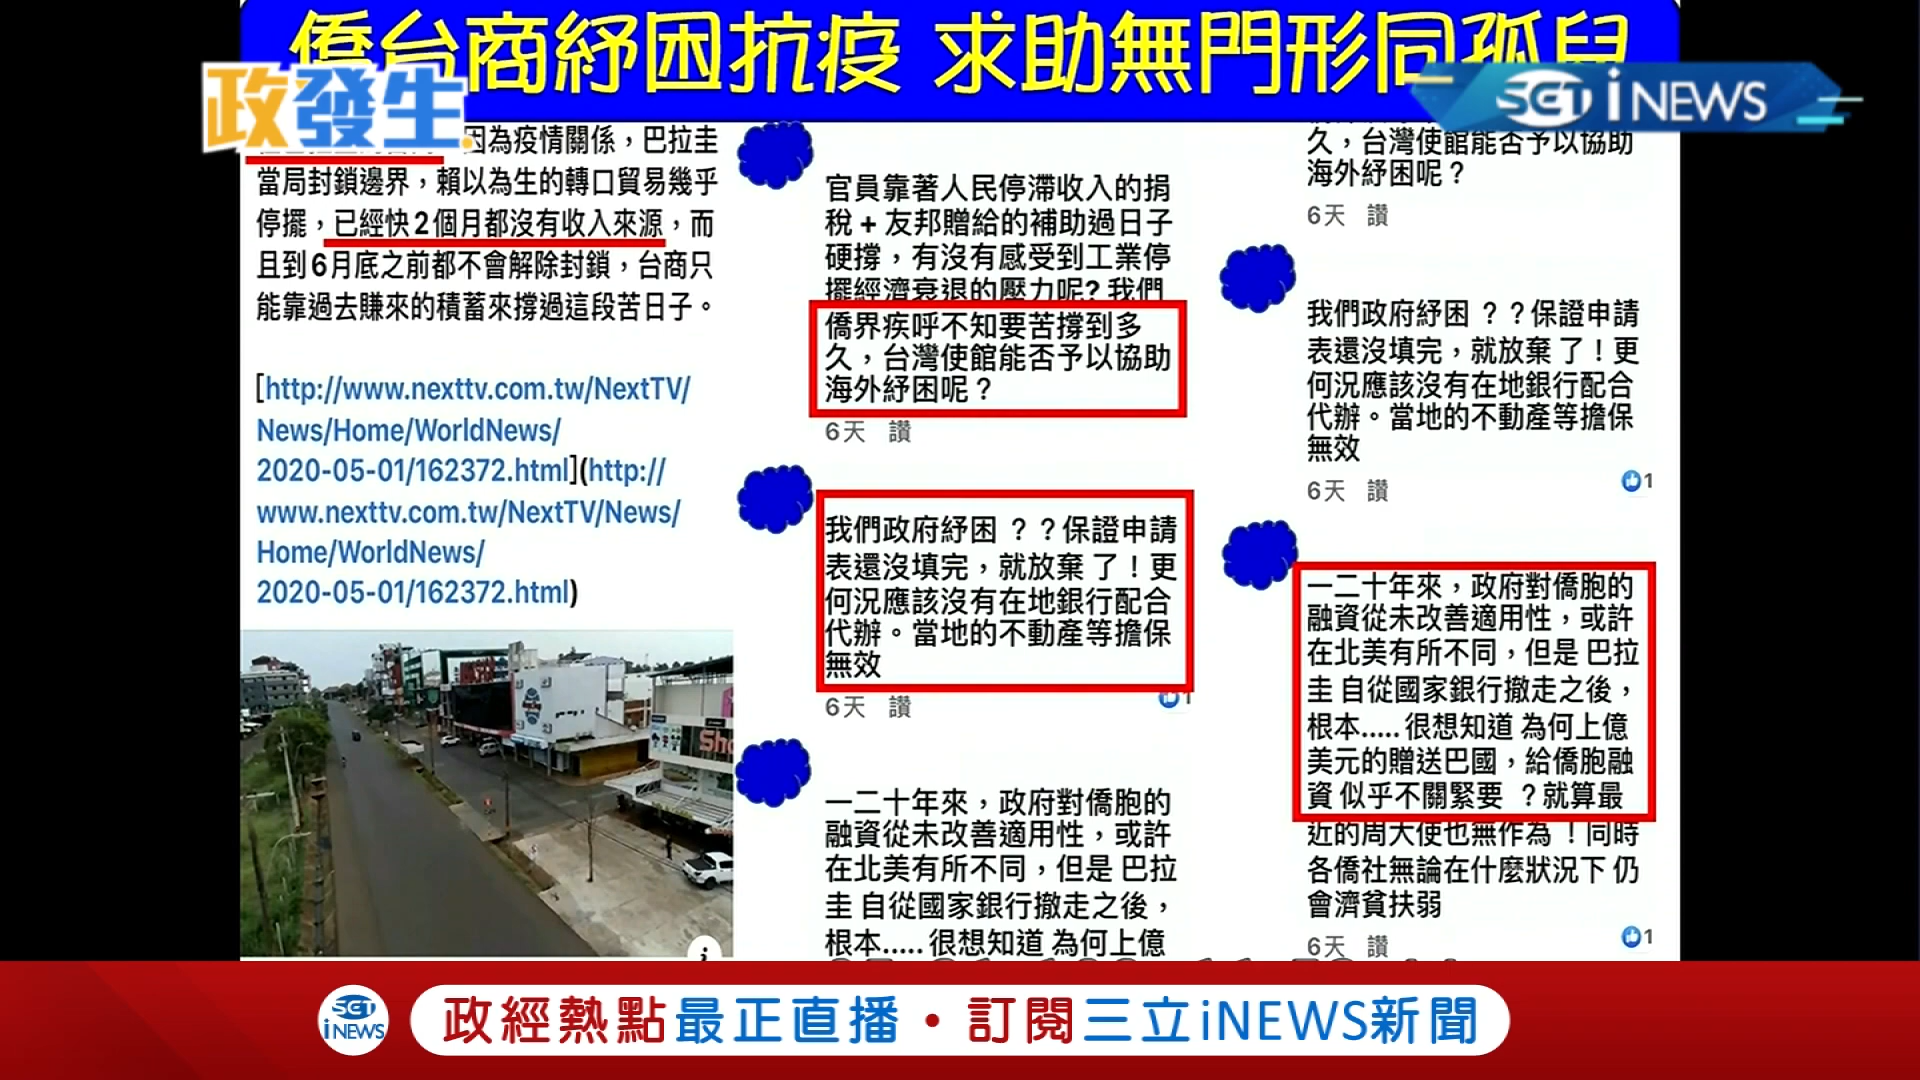 僑台商紓困抗疫 求助無門形同孤兒
政發生
SET iNEWS
因為疫情關係，巴拉圭
當局封鎖邊界，賴以為生的轉口貿易幾乎
停擺，已經快2個月都沒有收入來源，而
且到6月底之前都不會解除封鎖，台商只
能靠過去賺來的積蓄來撐過這段苦日子。
[http://www.nexttv.com.tw/NextTV/
News/Home/WorldNews/
2020-05-01/162372.html](http://
www.nexttv.com.tw/NextTV/News/
Home/WorldNews/
2020-05-01/162372.html)
官員靠著人民停滯收入的捐
稅+友邦贈給的補助過日子
硬撐，有沒有感受到工業停
擺經濟衰退的壓力呢?我們
僑界疾呼不知要苦撐到多
久，台灣使館能否予以協助
海外紓困呢？
6天 讚
我們政府紓困 ？？保證申請
表還沒填完，就放棄 了！更
何況應該沒有在地銀行配合
代辦。當地的不動產等擔保
無效
6天 讚
1
一二十年來，政府對僑胞的
融資從未改善適用性，或許
在北美有所不同，但是 巴拉
圭 自從國家銀行撤走之後，
根本.....很想知道 為何上億
久，台灣使館能否予以協助
海外紓困呢？
6天 讚
我們政府紓困 ？？保證申請
表還沒填完，就放棄 了！更
何況應該沒有在地銀行配合
代辦。當地的不動產等擔保
無效
6天 讚
1
一二十年來，政府對僑胞的
融資從未改善適用性，或許
在北美有所不同，但是 巴拉
圭 自從國家銀行撤走之後，
根本.....很想知道 為何上億
美元的贈送巴國，給僑胞融
資 似乎不關緊要 ？就算最
近的周大使也無作為 ！同時
各僑社無論在什麼狀況下 仍
會濟貧扶弱
6天 讚
1
SET iNEWS
政經熱點最正直播・訂閱三立iNEWS新聞